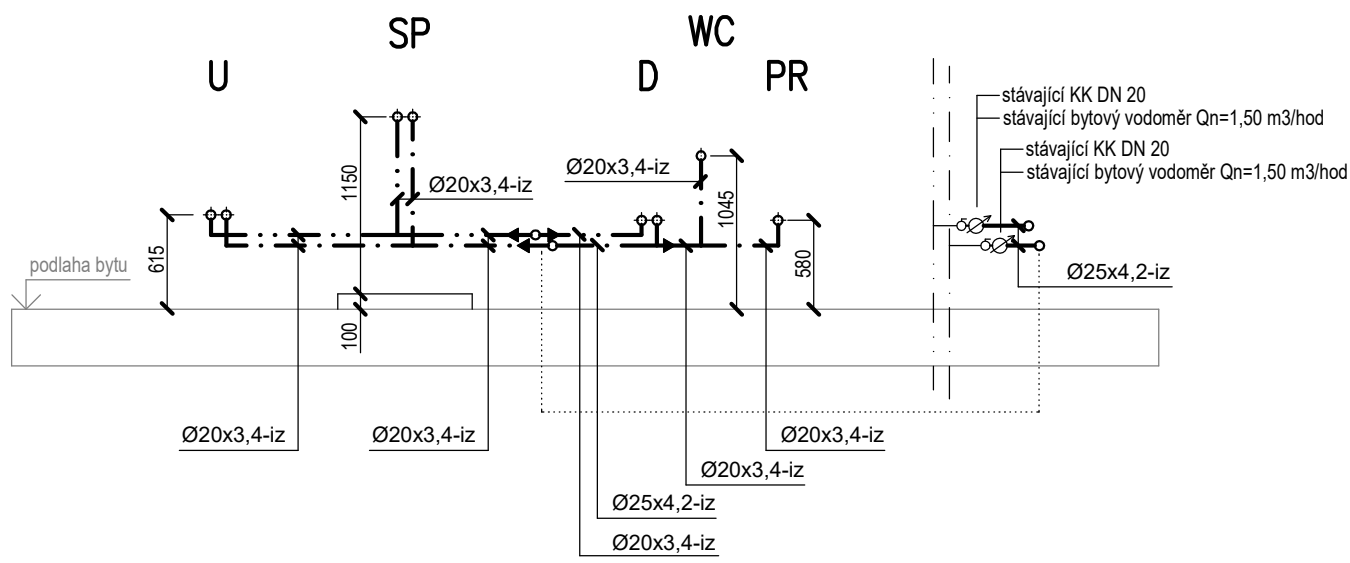 SP
WC
U
D
PR
stávající KK DN 20
stávající bytový vodoměr Qn=1,50 m3/hod
stávající KK DN 20
stávající bytový vodoměr Qn=1,50 m3/hod
Ø20x3,4-iz
Ø20x3,4-iz
1150
1045
615
580
podlaha bytu
Ø25x4,2-iz
100
Ø20x3,4-iz
Ø20x3,4-iz
Ø20x3,4-iz
Ø20x3,4-iz
Ø25x4,2-iz
Ø20x3,4-iz